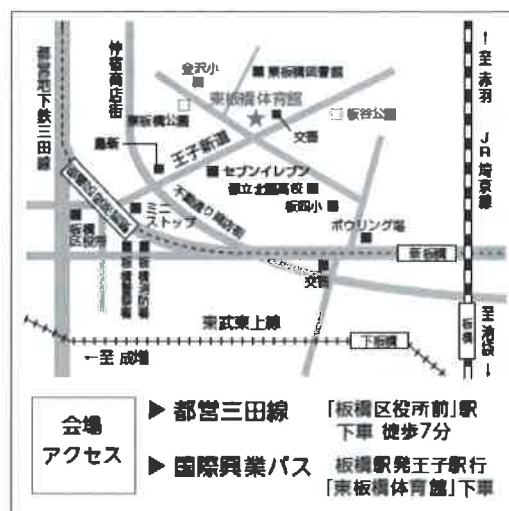 仲宿商店街
地下鉄三田線
金沢小
東板橋図書館
東板橋体育館
東板橋公園
交番
板谷公園
↑至赤羽
JR埼京線
王子新道
セブンイレブン
都立北園高校
板四小
不動通り商店街
ミニ
ストップ
ボウリング場
板橋
区役所
新板橋
交番
東武東上線
下板橋
板橋
←至 成増
至池袋↓
会場
アクセス
▶ 都営三田線
「板橋区役所前」駅
下車 徒歩7分
▶ 国際興業バス
板橋駅発王子駅行
「東板橋体育館」下車